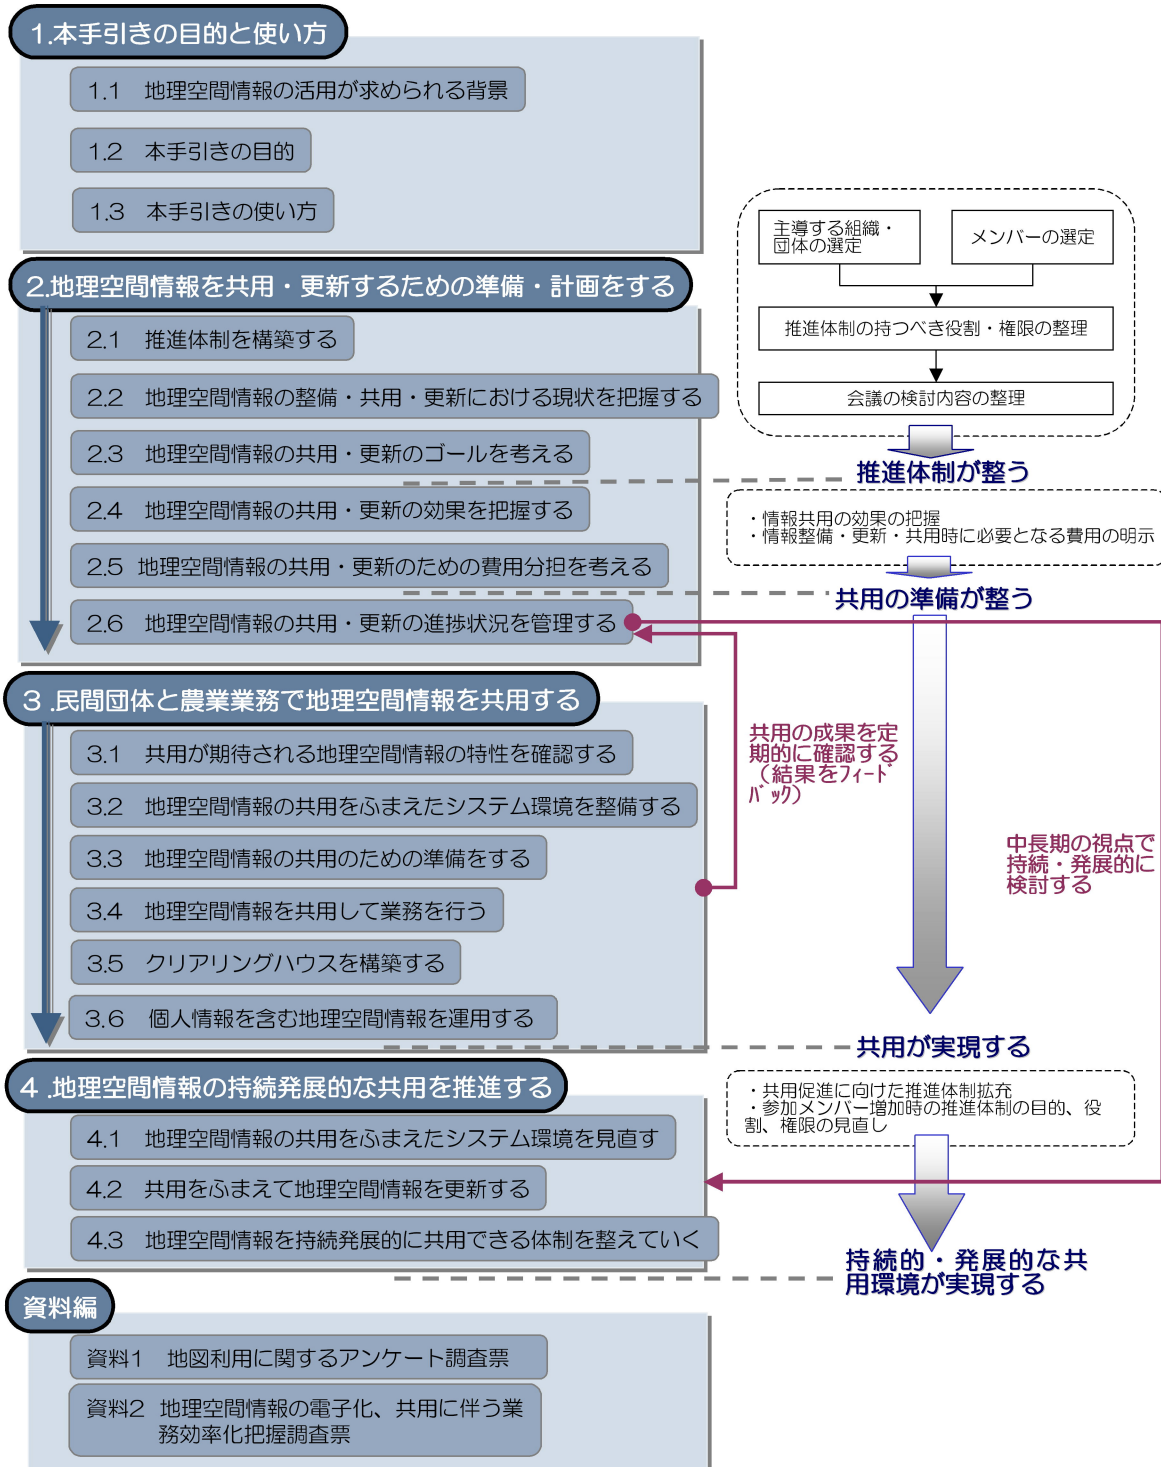 1.本手引きの目的と使い方
1.1 地理空間情報の活用が求められる背景
1.2 本手引きの目的
1.3 本手引きの使い方
2.地理空間情報を共用・更新するための準備・計画をする
2.1 推進体制を構築する
2.2 地理空間情報の整備・共用・更新における現状を把握する
2.3 地理空間情報の共用・更新のゴールを考える
2.4 地理空間情報の共用・更新の効果を把握する
2.5 地理空間情報の共用・更新のための費用分担を考える
2.6 地理空間情報の共用・更新の進捗状況を管理する
3.民間団体と農業業務で地理空間情報を共用する
3.1 共用が期待される地理空間情報の特性を確認する
3.2 地理空間情報の共用をふまえたシステム環境を整備する
3.3 地理空間情報の共用のための準備をする
3.4 地理空間情報を共用して業務を行う
3.5 クリアリングハウスを構築する
3.6 個人情報を含む地理空間情報を運用する
4.地理空間情報の持続発展的な共用を推進する
4.1 地理空間情報の共用をふまえたシステム環境を見直す
4.2 共用をふまえて地理空間情報を更新する
4.3 地理空間情報を持続発展的に共用できる体制を整えていく
資料編
資料1 地図利用に関するアンケート調査票
資料2 地理空間情報の電子化、共用に伴う業
務効率化把握調査票
主導する組織・
団体の選定
メンバーの選定
推進体制の持つべき役割・権限の整理
会議の検討内容の整理
推進体制が整う
・情報共用の効果の把握
・情報整備・更新・共用時に必要となる費用の明示
共用の準備が整う
共用の成果を定
期的に確認する
（結果をﾌｨｰﾄﾞ
ﾊﾞｯｸ）
中長期の視点で
持続・発展的に
検討する
共用が実現する
・共用促進に向けた推進体制拡充
・参加メンバー増加時の推進体制の目的、役
割、権限の見直し
持続的・発展的な共
用環境が実現する